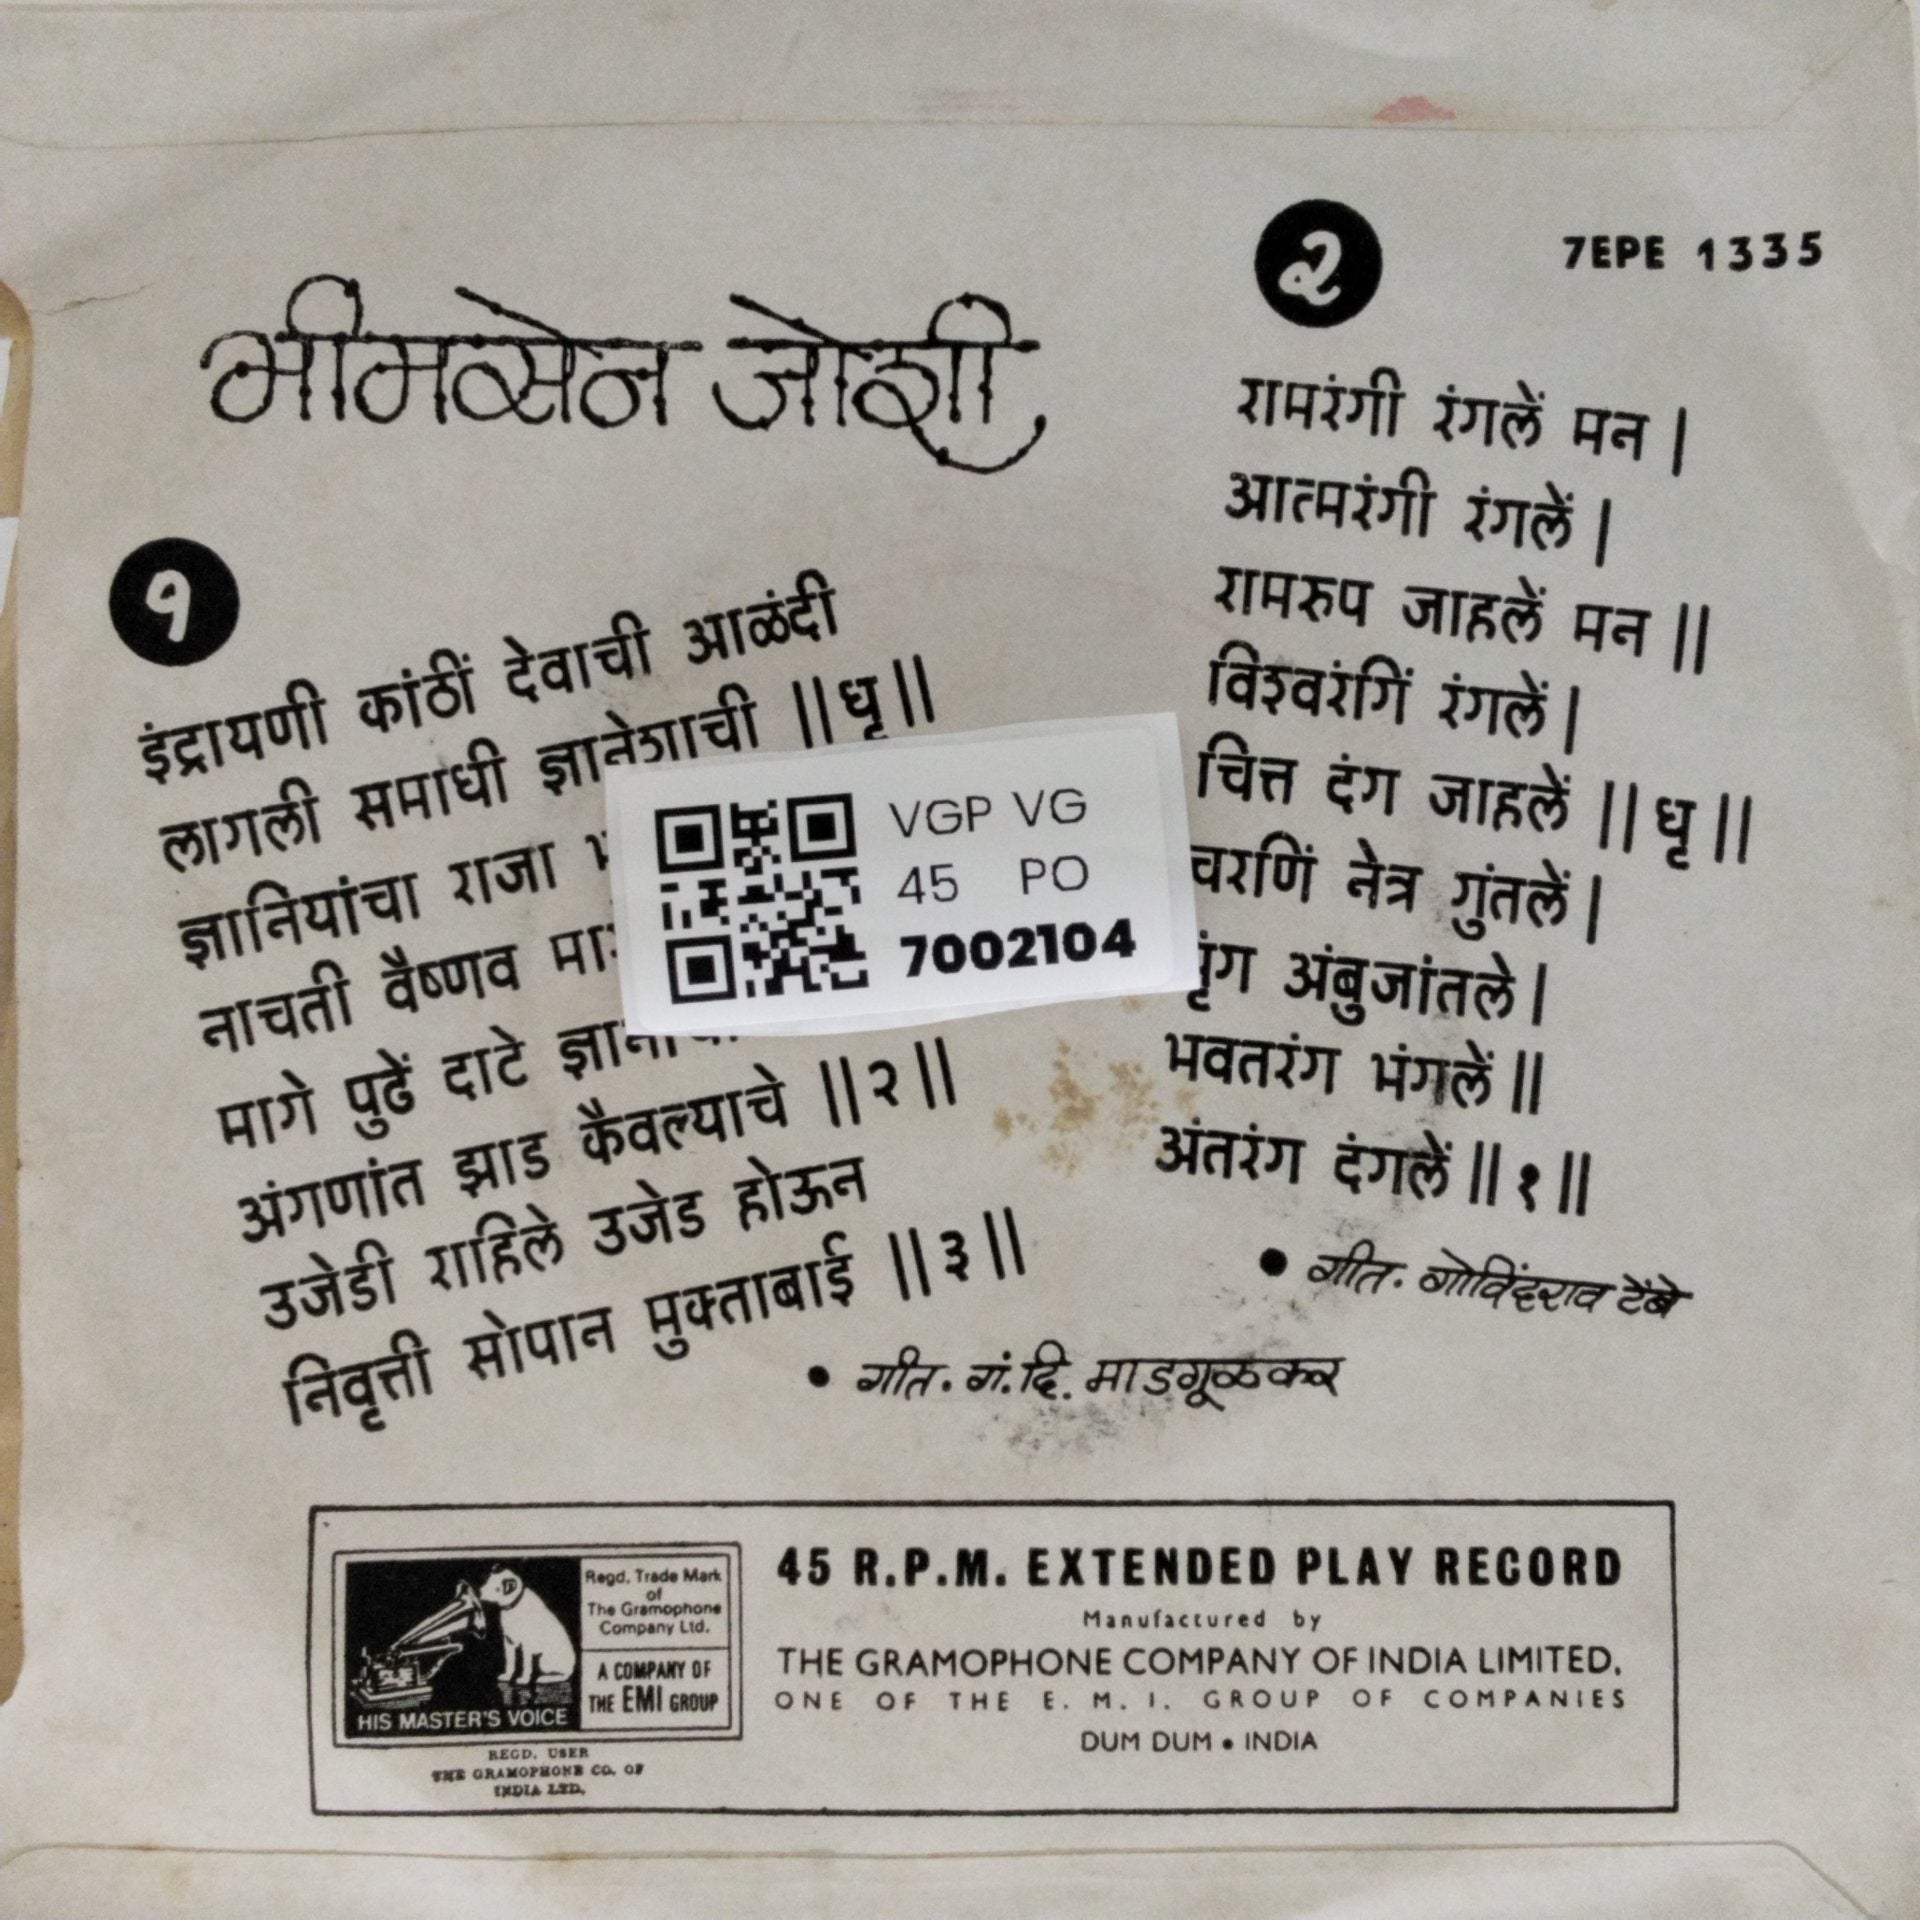 भीमसेन जोशी
१
इंद्रायणी कांठीं देवाची आळंदी
लागली समाधी ज्ञानेशाची ||धृ||
ज्ञानियांचा राजा
नाचती वैष्णव
मागे पुढें दाटे
अंगणांत झाड कैवल्याचे ||२||
उजेडी राहिले उजेड होऊन
निवृत्ती सोपान मुक्ताबाई ||३||
• गीत. गं. दि. माडगूळकर
२
7EPE 1335
रामरंगी रंगलें मन |
आत्मरंगी रंगलें |
रामरुप जाहलें मन ||
विश्वरंगिं रंगलें |
चित्त दंग जाहलें ||धृ||
नेत्र गुंतलें |
अंबुजांतले |
भवतरंग भंगलें ||
अंतरंग दंगलें ||१||
• गीत. गोविंदराव टेंबे
VGP VG
45 PO
7002104
HIS MASTER'S VOICE
Regd. Trade Mark
of
The Gramophone
Company Ltd.
A COMPANY OF
THE EMI GROUP
REGD. USER
THE GRAMOPHONE CO. OF
INDIA LTD.
45 R.P.M. EXTENDED PLAY RECORD
Manufactured by
THE GRAMOPHONE COMPANY OF INDIA LIMITED.
ONE OF THE E. M. I. GROUP OF COMPANIES
DUM DUM • INDIA